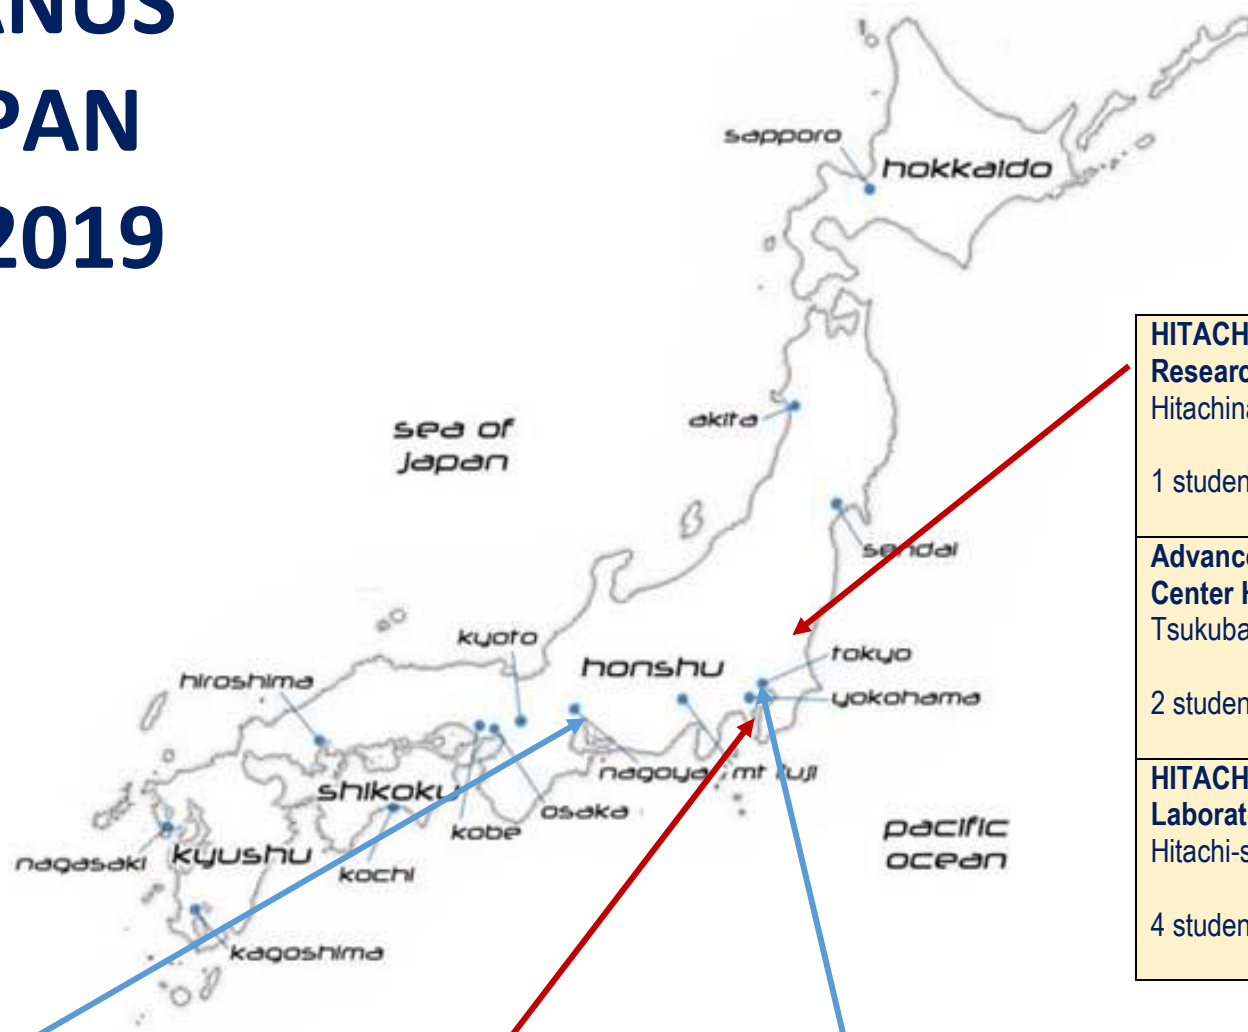 ANUS
PAN
2019
sapporo
hokkaido
akita
sea of
japan
sendai
kyoto
honshu
tokyo
hiroshima
yokohama
nagoya
mt fuji
shikoku
osaka
kobe
nagasaki
kyushu
kochi
pacific
ocean
kagoshima
HITACH
Researc
Hitachina
1 studen
Advance
Center H
Tsukuba
2 studen
HITACH
Laborat
Hitachi-s
4 studen